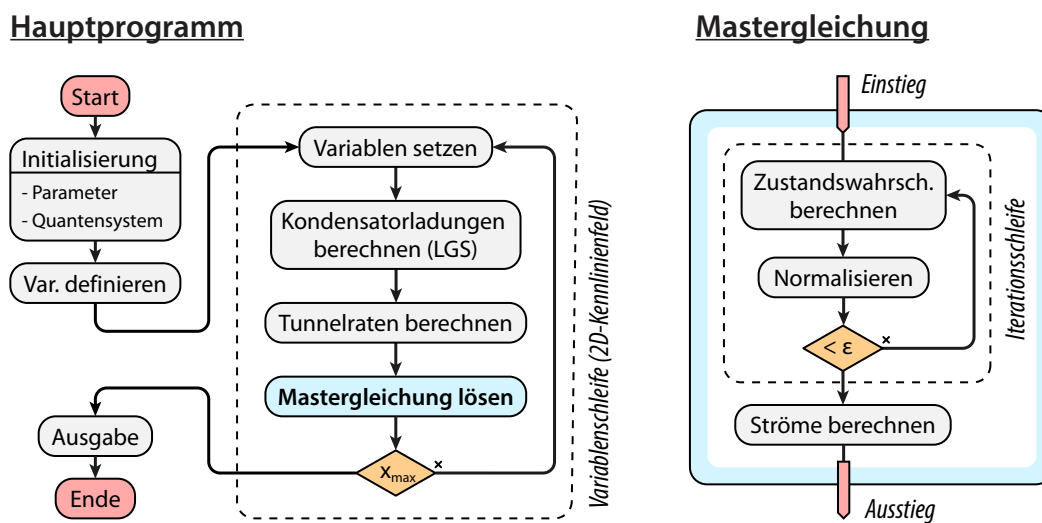 Hauptprogramm
Start
Initialisierung
- Parameter
- Quantensystem
Var. definieren
Variablen setzen
Kondensatorladungen
berechnen (LGS)
Tunnelraten berechnen
Mastergleichung lösen
xmax
×
Variablenschleife (2D-Kennlinienfeld)
Ausgabe
Ende
Mastergleichung
Einstieg
Zustandswahrsch.
berechnen
Normalisieren
< ε
×
Iterationsschleife
Ströme berechnen
Ausstieg